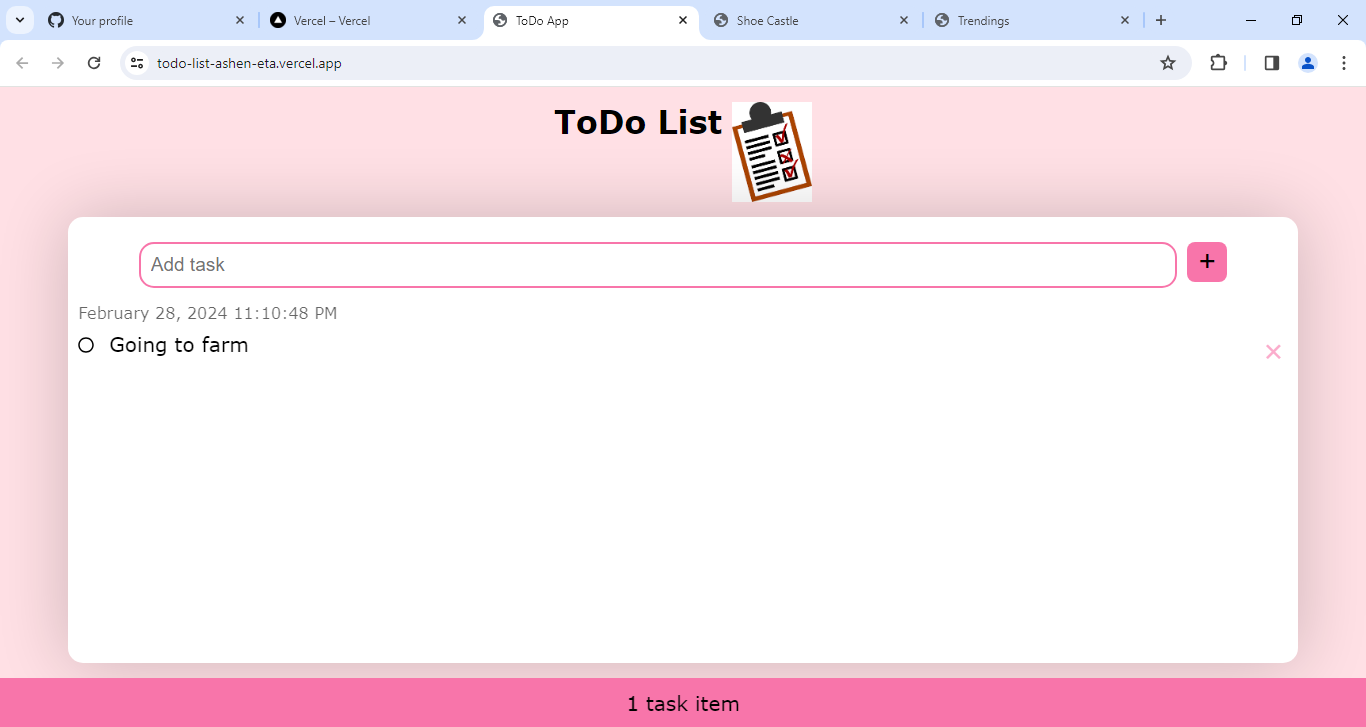 Your profile
Vercel – Vercel
ToDo App
Shoe Castle
Trendings
todo-list-ashen-eta.vercel.app
ToDo List
Add task
+
February 28, 2024 11:10:48 PM
Going to farm
1 task item